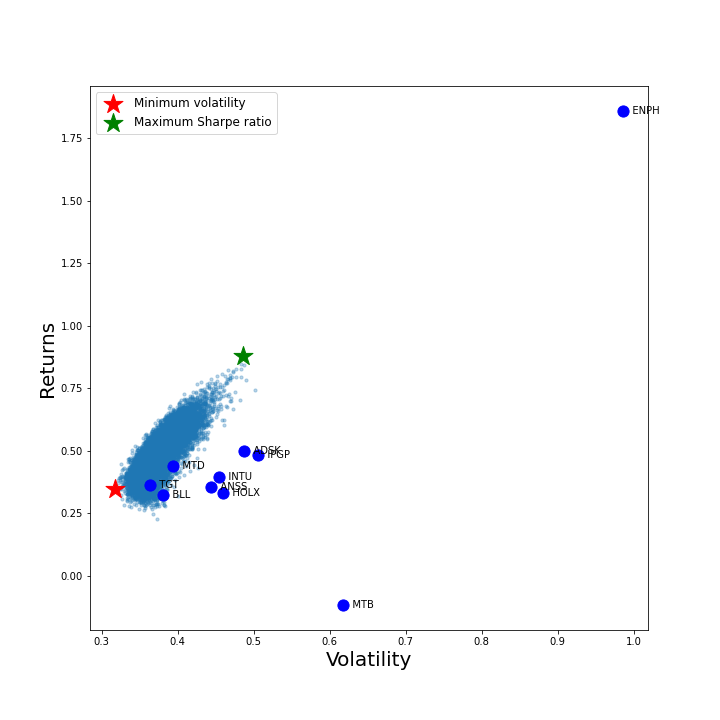 Minimum volatility
Maximum Sharpe ratio
ENPH
1.75
1.50
1.25
1.00
Returns
0.75
0.50
ADSK
IPGP
MTD
INTU
TGT
ANSS
BLL
HOLX
0.25
0.00
MTB
0.3 0.4 0.5 0.6 0.7 0.8 0.9 1.0
Volatility